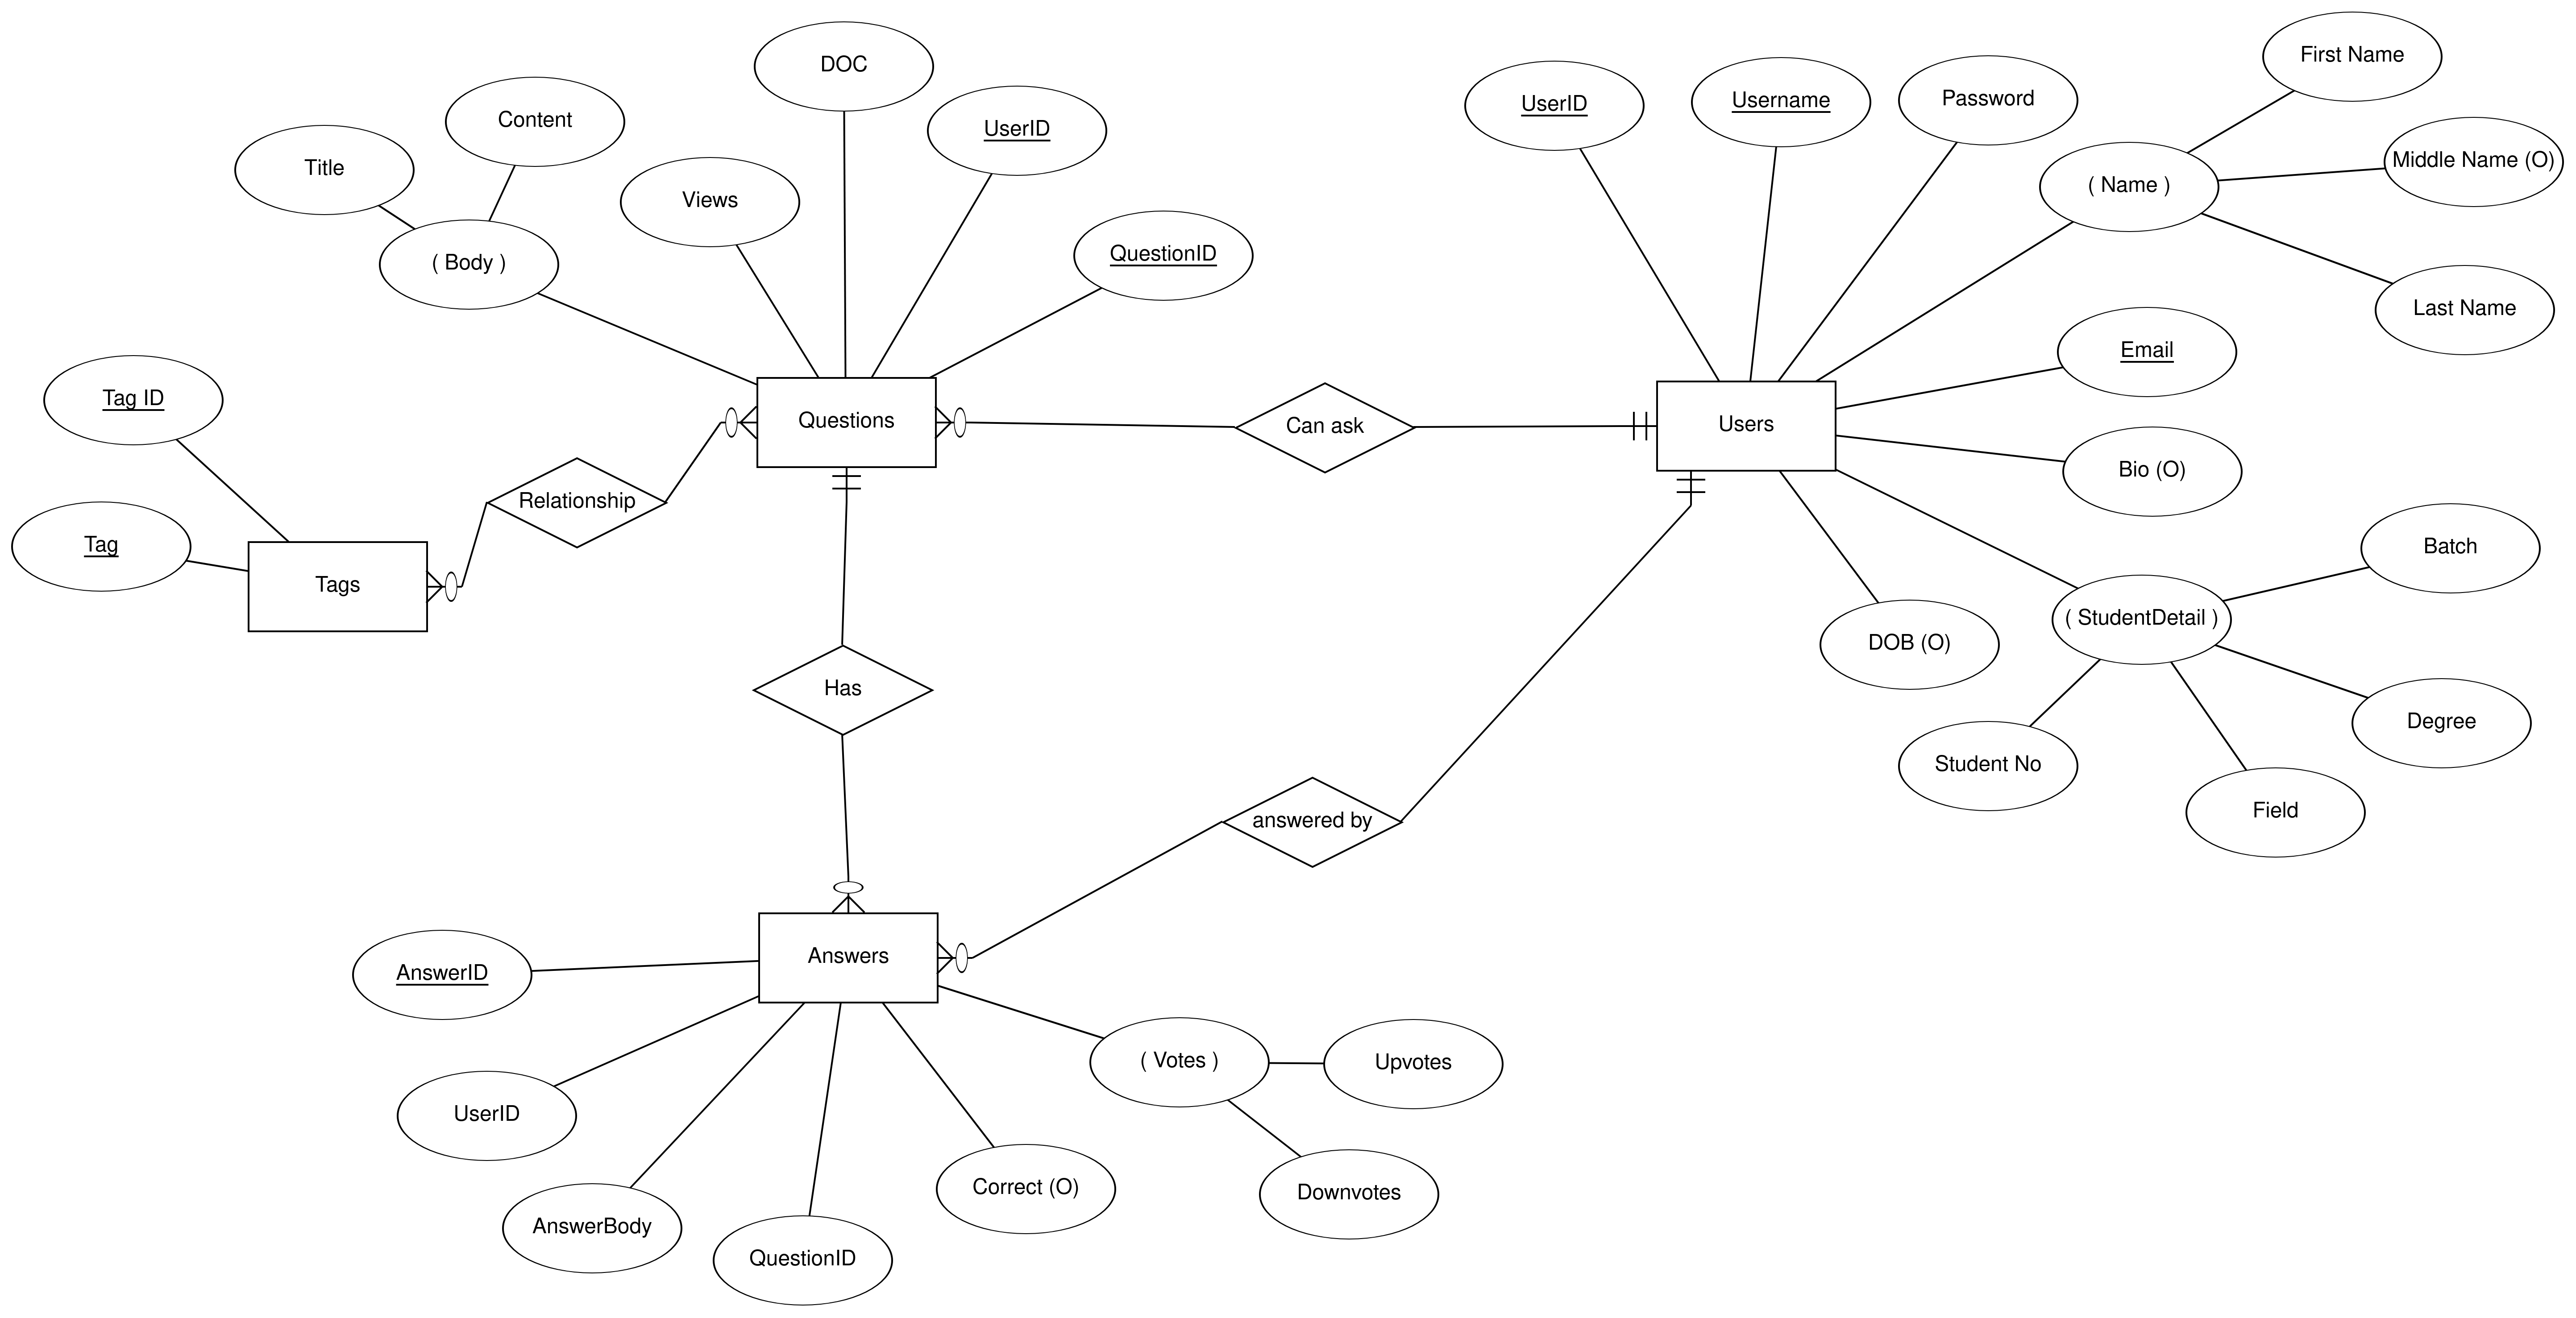 First Name
DOC
UserID
Username
Password
Content
UserID
Middle Name (O)
Title
( Name )
Views
QuestionID
( Body )
Last Name
Email
Tag ID
Questions
Can ask
Users
Bio (O)
Relationship
Tag
Tags
Batch
DOB (O)
( StudentDetail )
Has
Degree
Student No
Field
answered by
Answers
AnswerID
( Votes )
Upvotes
UserID
Correct (O)
Downvotes
AnswerBody
QuestionID